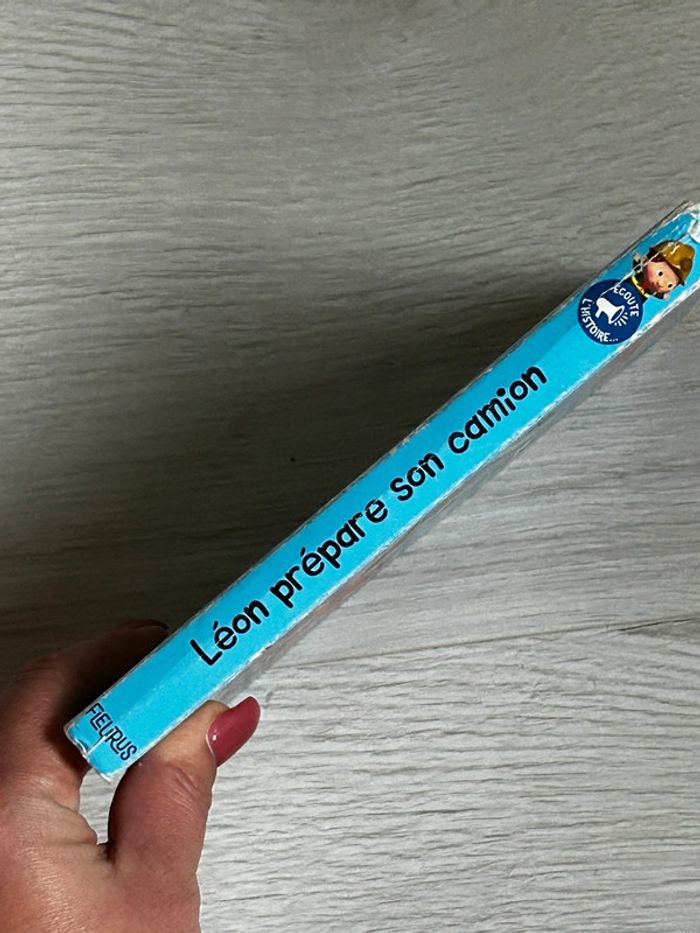 FLEURUS
Léon prépare son camion
ÉCOUTE
L'HISTOIRE...